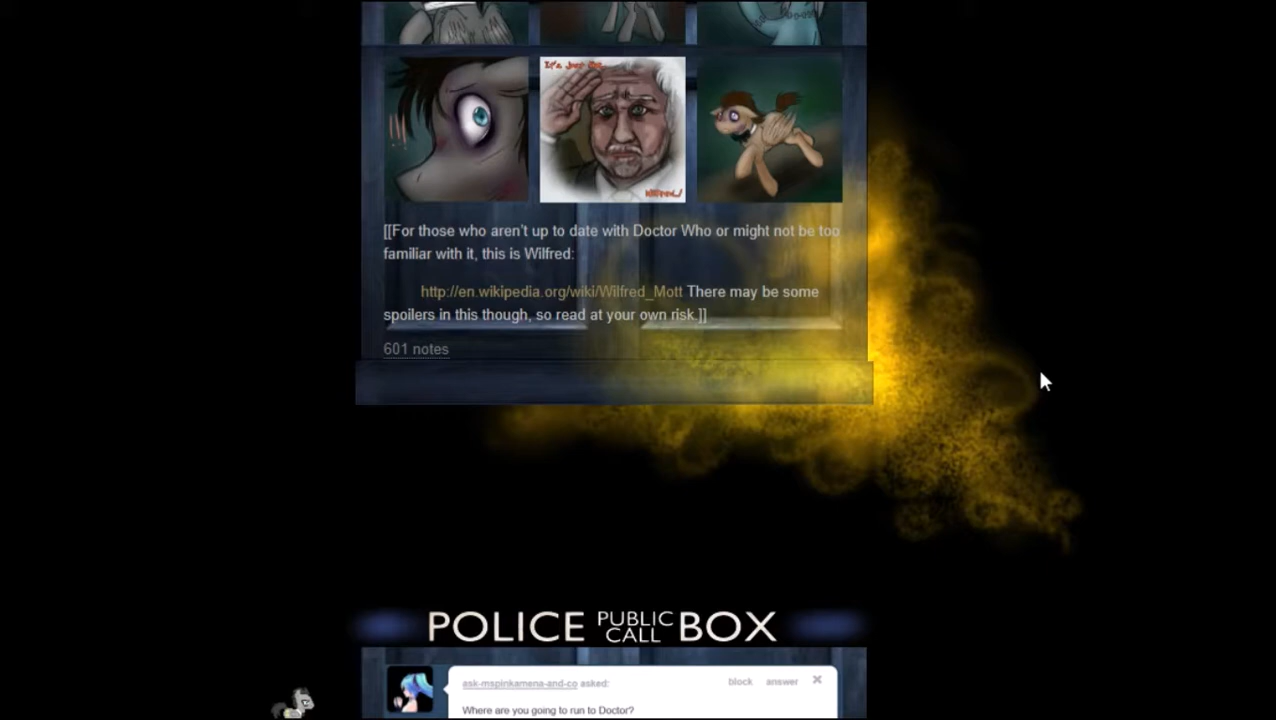 It's just me
Wilfred../
[[For those who aren't up to date with Doctor Who or might not be too
familiar with it, this is Wilfred:
http://en.wikipedia.org/wiki/Wilfred_Mott There may be some
spoilers in this though, so read at your own risk.]]
601 notes
POLICE PUBLIC CALL BOX
ask-mspinkamena-and-co asked:
block answer
Where are you going to run to Doctor?